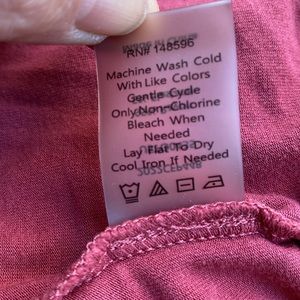 RN# 148596
Machine Wash Cold
With Like Colors
Gentle Cycle
Only Non-Chlorine
Bleach When
Needed
Lay Flat To Dry
Cool Iron If Needed